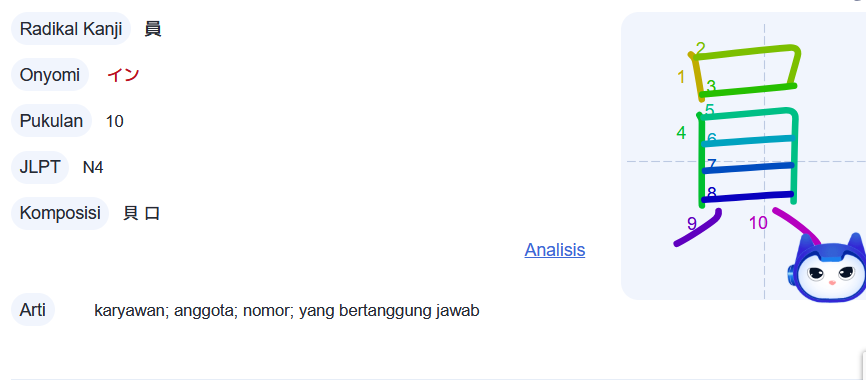 Radikal Kanji 員
Onyomi イン
Pukulan 10
JLPT N4
Komposisi 貝 口
Analisis
Arti karyawan; anggota; nomor; yang bertanggung jawab
1
2
3
4
5
6
7
8
9
10